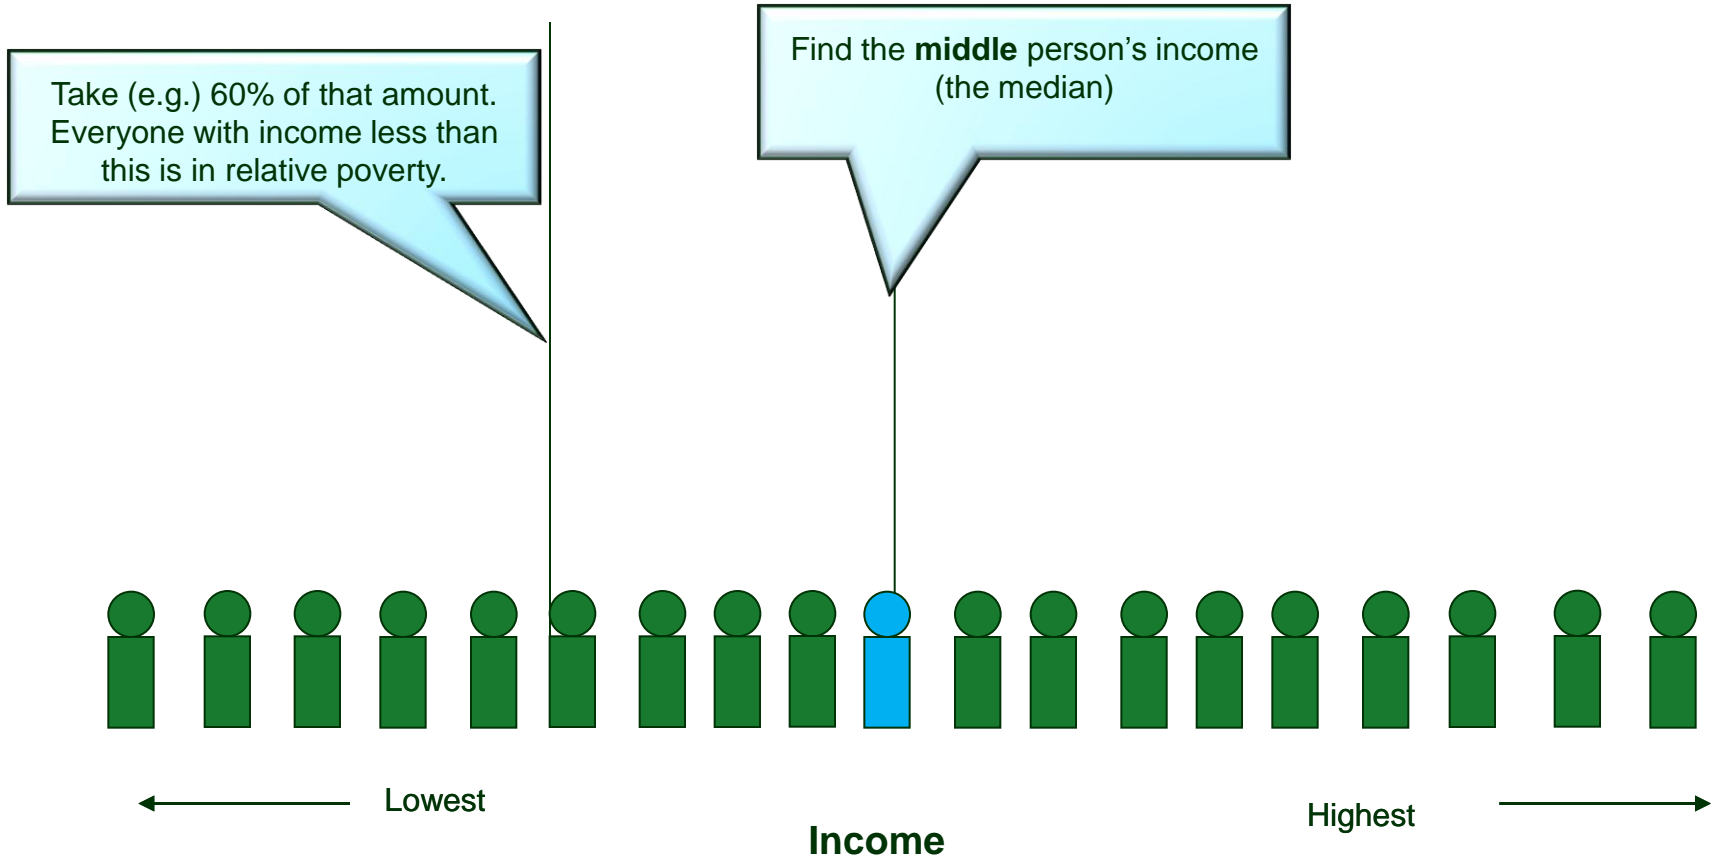 Take (e.g.) 60% of that amount.
Everyone with income less than
this is in relative poverty.
Find the middle person’s income
(the median)
Lowest
Highest
Income